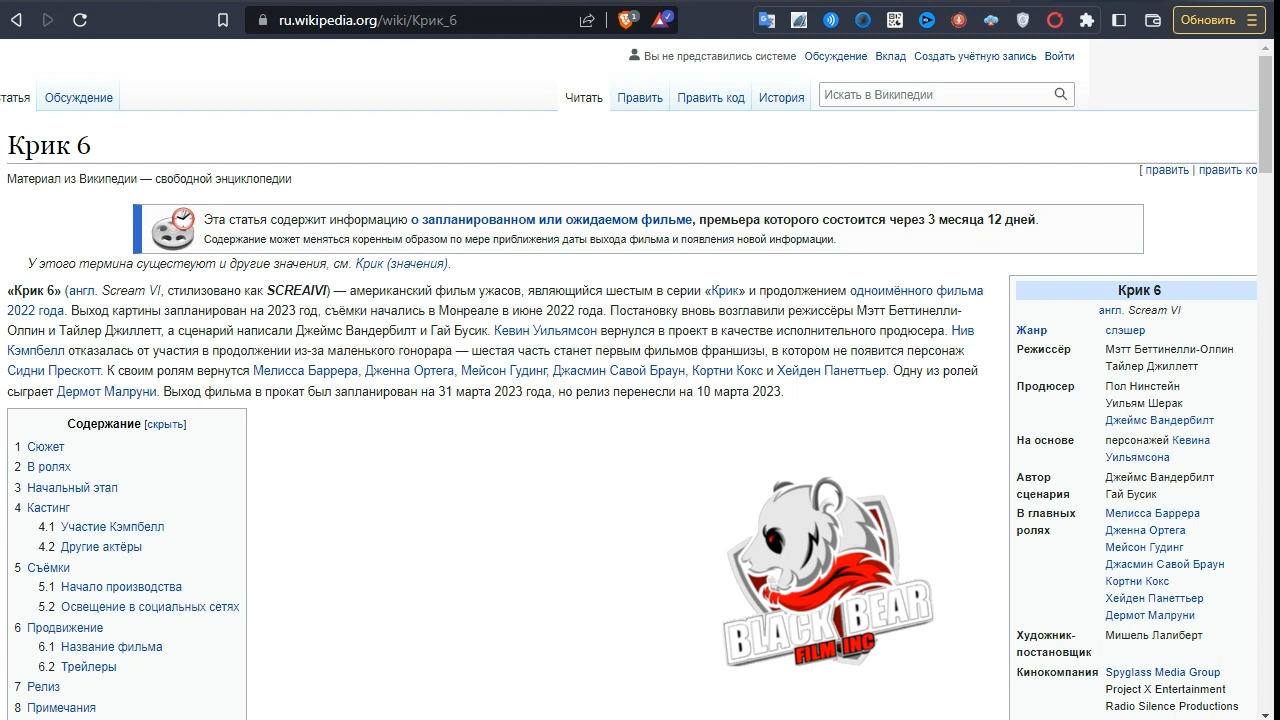 ru.wikipedia.org/wiki/Крик_6
1
Обновить
Вы не представились системе Обсуждение Вклад Создать учётную запись Войти
татья Обсуждение Читать Править Править код История Искать в Википедии
Крик 6
[ править | править ко
Материал из Википедии — свободной энциклопедии
Эта статья содержит информацию о запланированном или ожидаемом фильме, премьера которого состоится через 3 месяца 12 дней.
Содержание может меняться коренным образом по мере приближения даты выхода фильма и появления новой информации.
У этого термина существуют и другие значения, см. Крик (значения).
«Крик 6» (англ. Scream VI, стилизовано как SCREAIVI) — американский фильм ужасов, являющийся шестым в серии «Крик» и продолжением одноимённого фильма
2022 года. Выход картины запланирован на 2023 год, съёмки начались в Монреале в июне 2022 года. Постановку вновь возглавили режиссёры Мэтт Беттинелли-
Олпин и Тайлер Джиллетт, а сценарий написали Джеймс Вандербилт и Гай Бусик. Кевин Уильямсон вернулся в проект в качестве исполнительного продюсера. Нив
Кэмпбелл отказалась от участия в продолжении из-за маленького гонорара — шестая часть станет первым фильмов франшизы, в котором не появится персонаж
Сидни Прескотт. К своим ролям вернутся Мелисса Баррера, Дженна Ортега, Мейсон Гудинг, Джасмин Савой Браун, Кортни Кокс и Хейден Панеттьер. Одну из ролей
сыграет Дермот Малруни. Выход фильма в прокат был запланирован на 31 марта 2023 года, но релиз перенесли на 10 марта 2023.
Содержание [скрыть]
1 Сюжет
2 В ролях
3 Начальный этап
4 Кастинг
4.1 Участие Кэмпбелл
4.2 Другие актёры
5 Съёмки
5.1 Начало производства
5.2 Освещение в социальных сетях
6 Продвижение
6.1 Название фильма
6.2 Трейлеры
7 Релиз
8 Примечания
BLACK BEAR
FILM INC
Крик 6
англ. Scream VI
Жанр слэшер
Режиссёр Мэтт Беттинелли-Олпин
Тайлер Джиллетт
Продюсер Пол Нинстейн
Уильям Шерак
Джеймс Вандербилт
На основе персонажей Кевина
Уильямсона
Автор Джеймс Вандербилт
сценария Гай Бусик
В главных Мелисса Баррера
ролях Дженна Ортега
Мейсон Гудинг
Джасмин Савой Браун
Кортни Кокс
Хейден Панеттьер
Дермот Малруни
Художник- Мишель Лалиберт
постановщик
Кинокомпания Spyglass Media Group
Project X Entertainment
Radio Silence Productions